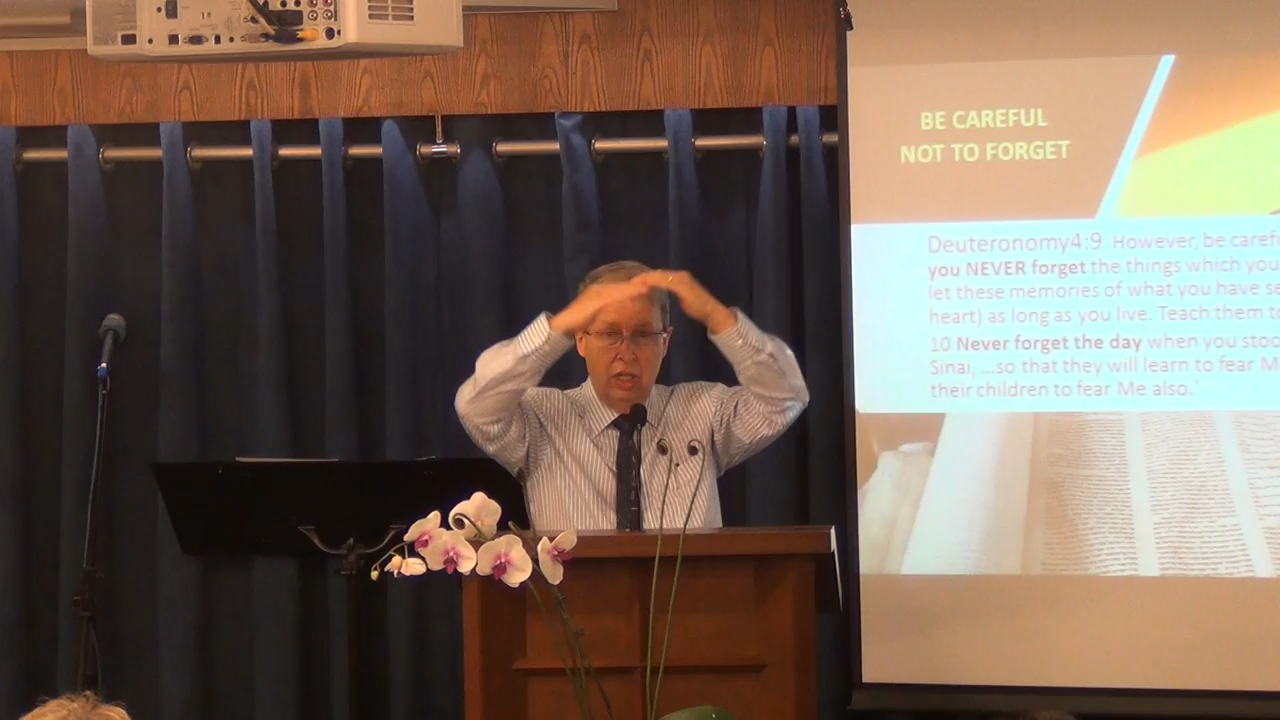 BE CAREFUL
NOT TO FORGET
Deuteronomy4:9 However, be caref
you NEVER forget the things which you
let these memories of what you have se
heart) as long as you live. Teach them to
10 Never forget the day when you stoo
Sinai, ...so that they will learn to fear M
their children to fear Me also.'